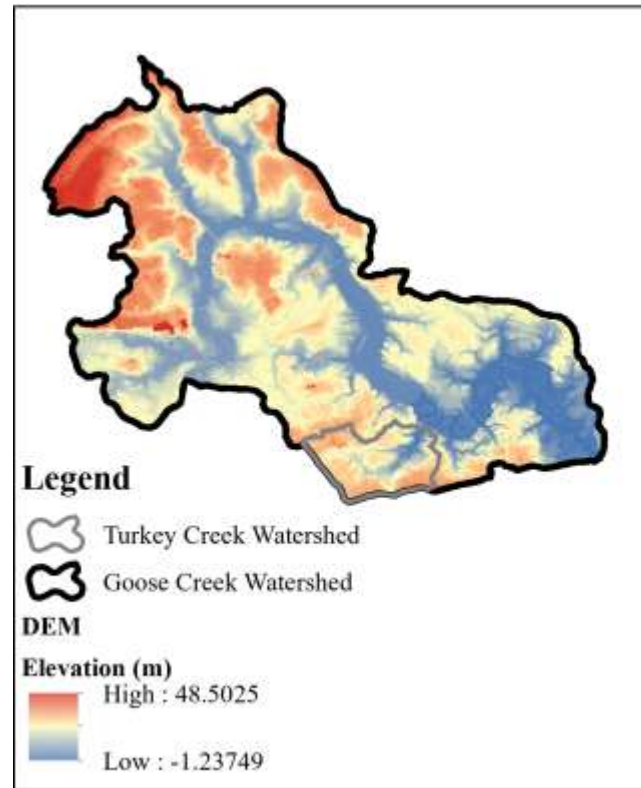 Legend
Turkey Creek Watershed
Goose Creek Watershed
DEM
Elevation (m)
High : 48.5025
Low : -1.23749